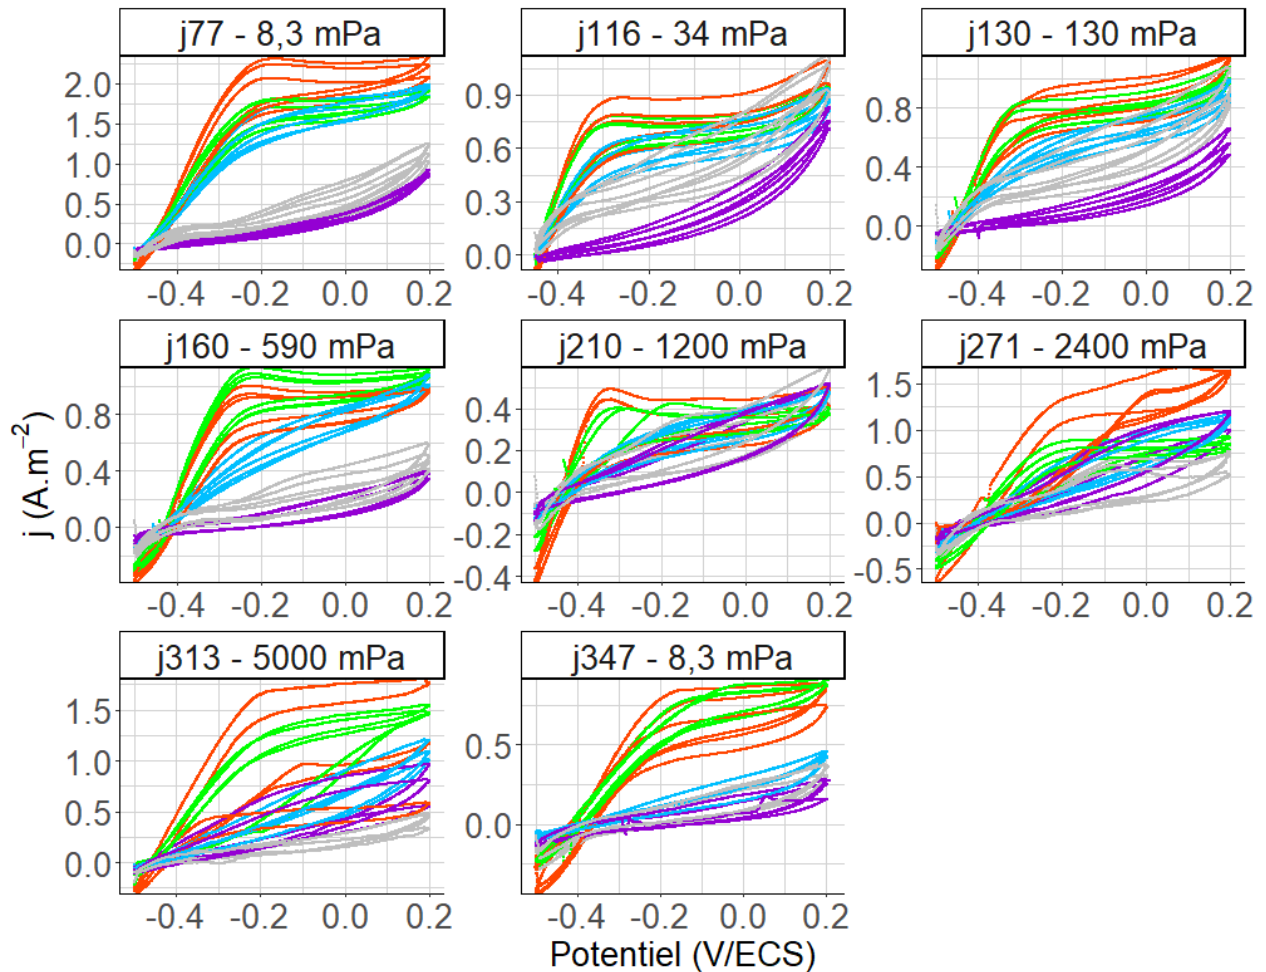 j77 - 8,3 mPa
j116 - 34 mPa
j130 - 130 mPa
2.0
1.5
1.0
0.5
0.0
0.9
0.6
0.3
0.0
0.8
0.4
0.0
-0.4 -0.2 0.0 0.2
-0.4 -0.2 0.0 0.2
-0.4 -0.2 0.0 0.2
j160 - 590 mPa
j210 - 1200 mPa
j271 - 2400 mPa
0.8
0.4
0.0
0.4
0.2
0.0
-0.2
-0.4
1.5
1.0
0.5
0.0
-0.5
-0.4 -0.2 0.0 0.2
-0.4 -0.2 0.0 0.2
-0.4 -0.2 0.0 0.2
j (A.m⁻²)
j313 - 5000 mPa
j347 - 8,3 mPa
1.5
1.0
0.5
0.0
0.5
0.0
-0.4 -0.2 0.0 0.2
-0.4 -0.2 0.0 0.2
Potentiel (V/ECS)